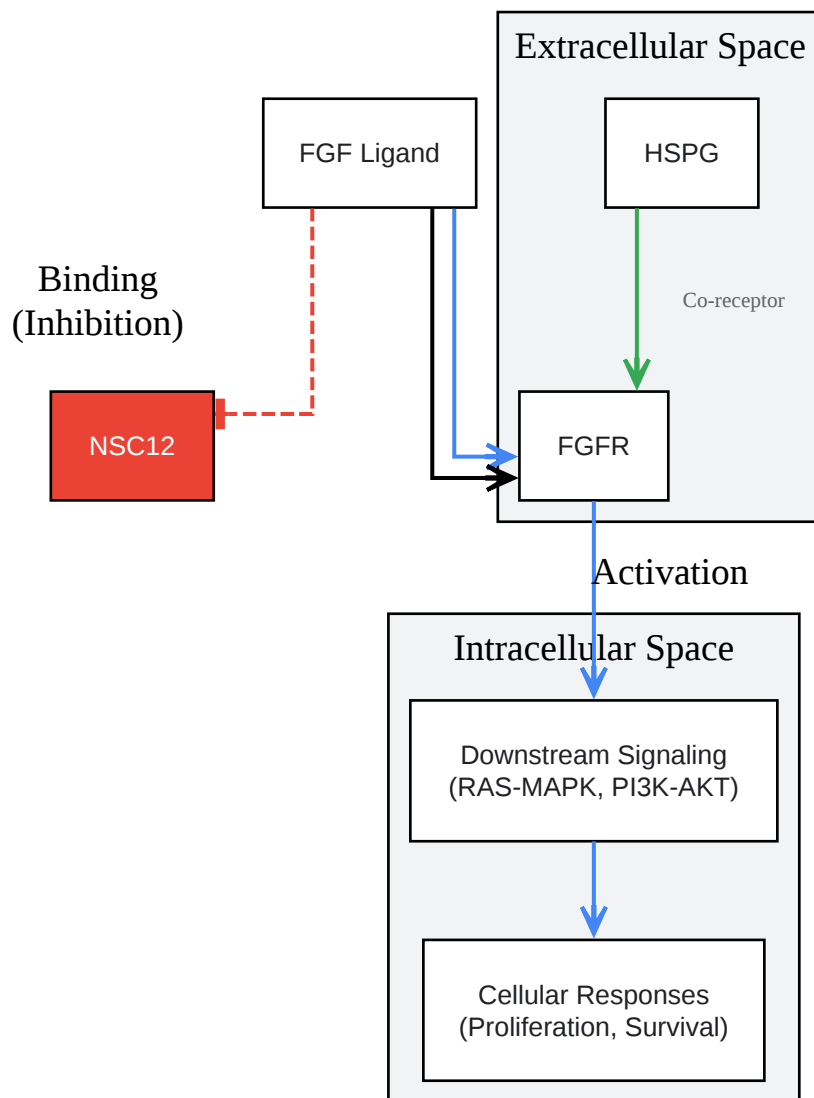 Extracellular Space
FGF Ligand
HSPG
Binding
(Inhibition)
Co-receptor
NSC12
FGFR
Activation
Intracellular Space
Downstream Signaling
(RAS-MAPK, PI3K-AKT)
Cellular Responses
(Proliferation, Survival)